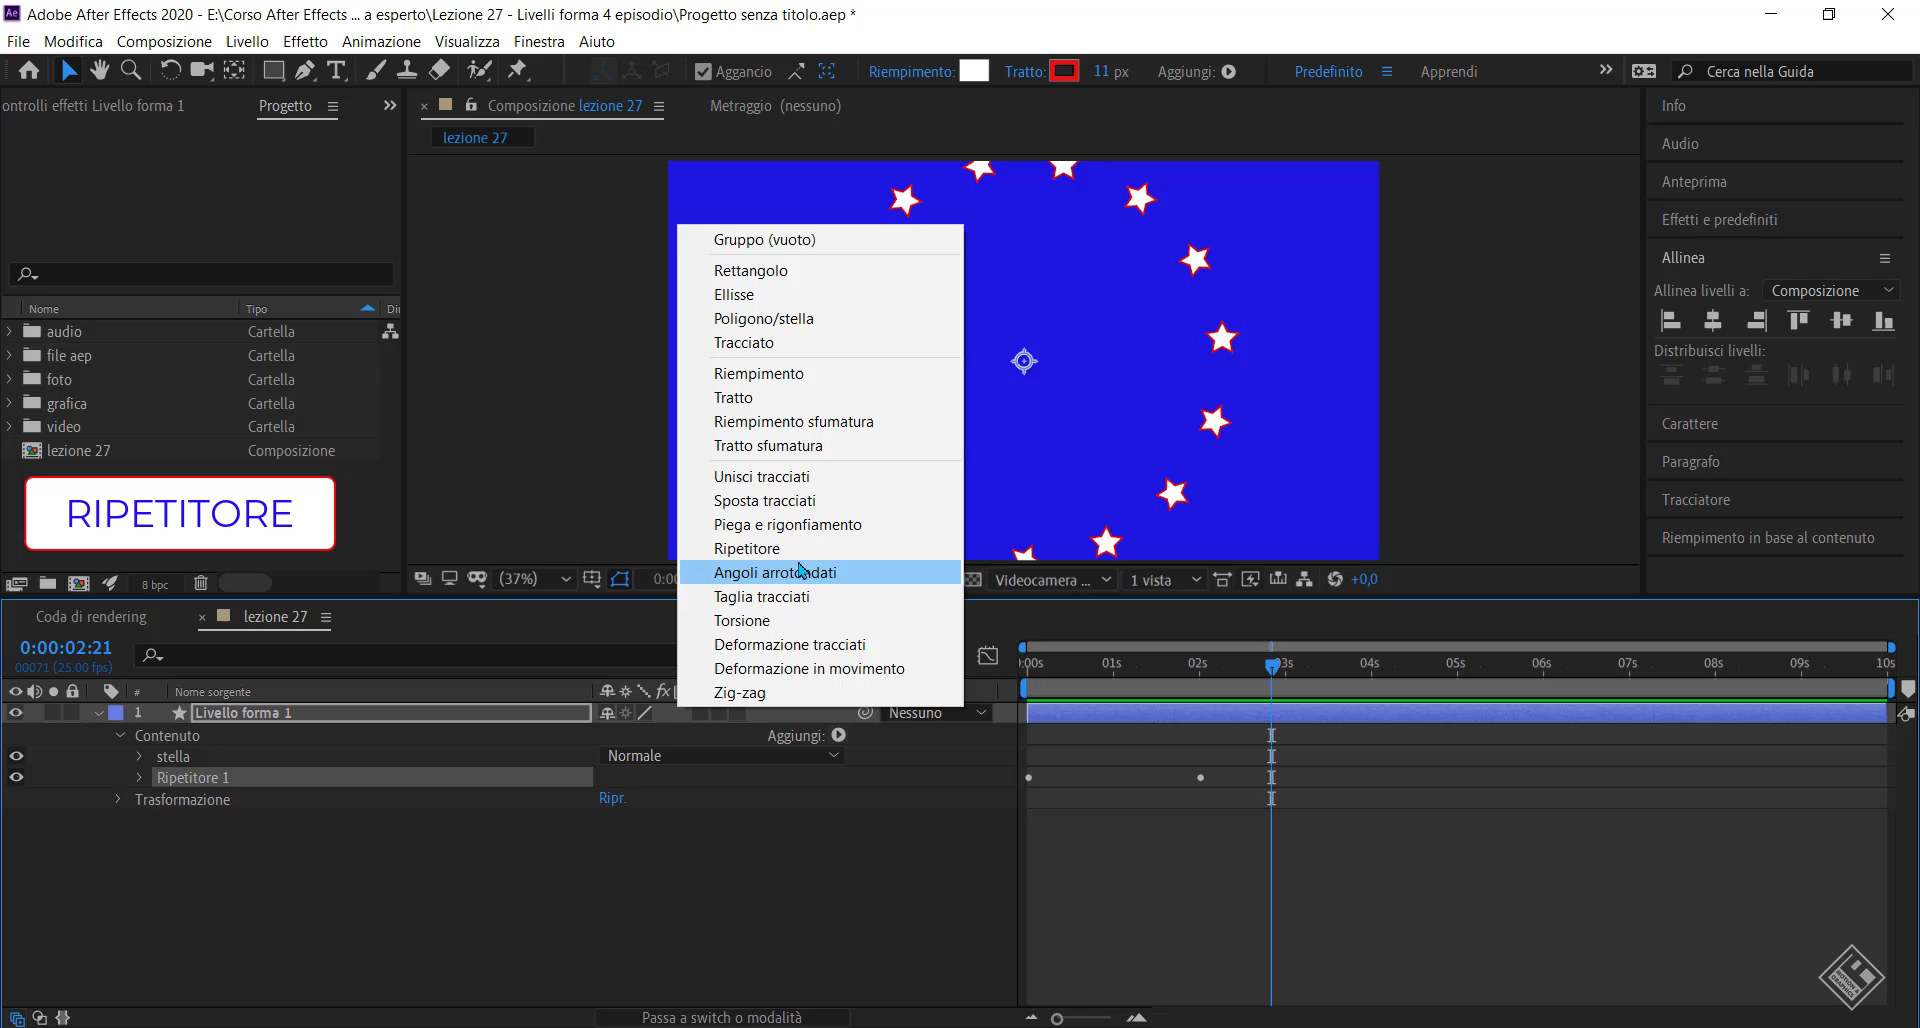 Adobe After Effects 2020 - E:\Corso After Effects ... a esperto\Lezione 27 - Livelli forma 4 episodio\Progetto senza titolo.aep *
File Modifica Composizione Livello Effetto Animazione Visualizza Finestra Aiuto
Aggancio Riempimento: Tratto: 11 px Aggiungi: Predefinito Apprendi Cerca nella Guida
ontrolli effetti Livello forma 1 Progetto
Composizione lezione 27 Metraggio (nessuno)
lezione 27
Nome Tipo Di
audio Cartella
file aep Cartella
foto Cartella
grafica Cartella
video Cartella
lezione 27 Composizione
RIPETITORE
8 bpc
Gruppo (vuoto)
Rettangolo
Ellisse
Poligono/stella
Tracciato
Riempimento
Tratto
Riempimento sfumatura
Tratto sfumatura
Unisci tracciati
Sposta tracciati
Piega e rigonfiamento
Ripetitore
Angoli arrotondati
Taglia tracciati
Torsione
Deformazione tracciati
Deformazione in movimento
Zig-zag
(37%) 0:00 Videocamera ... 1 vista +0,0
Info
Audio
Anteprima
Effetti e predefiniti
Allinea
Allinea livelli a: Composizione
Distribuisci livelli:
Carattere
Paragrafo
Tracciatore
Riempimento in base al contenuto
Coda di rendering lezione 27
0:00:02:21
00071 (25.00 fps)
):00s 01s 02s 03s 04s 05s 06s 07s 08s 09s 10s
# Nome sorgente fx
1 Livello forma 1 Nessuno
Contenuto Aggiungi:
stella Normale
Ripetitore 1
Trasformazione Ripr.
Passa a switch o modalità